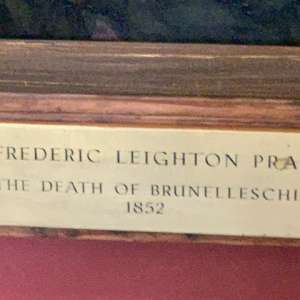 FREDERIC LEIGHTON PRA
THE DEATH OF BRUNELLESCHI
1852